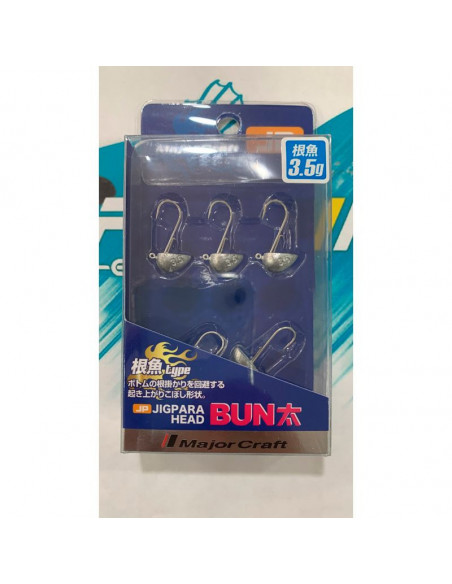 根魚
3.5g
根魚type
ボトムの根掛かりを回避する
起き上がりこぼし形状。
JP JIGPARA
HEAD BUN太
Major Craft